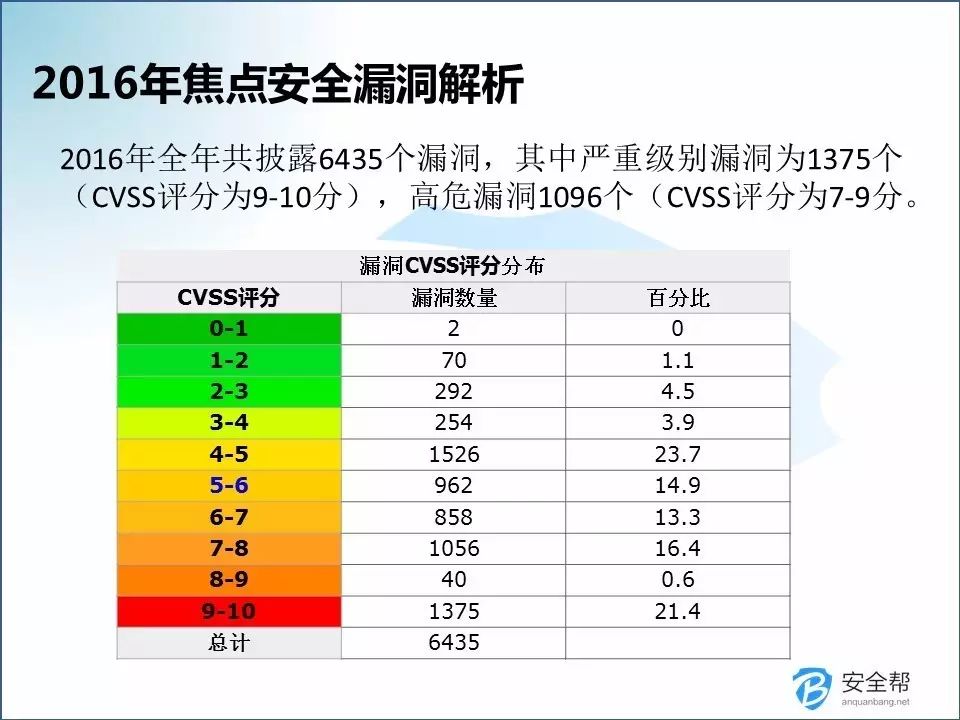 2016年焦点安全漏洞解析
2016年全年共披露6435个漏洞，其中严重级别漏洞为1375个
（CVSS评分为9-10分），高危漏洞1096个（CVSS评分为7-9分。
漏洞CVSS评分分布
CVSS评分 漏洞数量 百分比
0-1 2 0
1-2 70 1.1
2-3 292 4.5
3-4 254 3.9
4-5 1526 23.7
5-6 962 14.9
6-7 858 13.3
7-8 1056 16.4
8-9 40 0.6
9-10 1375 21.4
总计 6435
安全帮
anquanbang.net